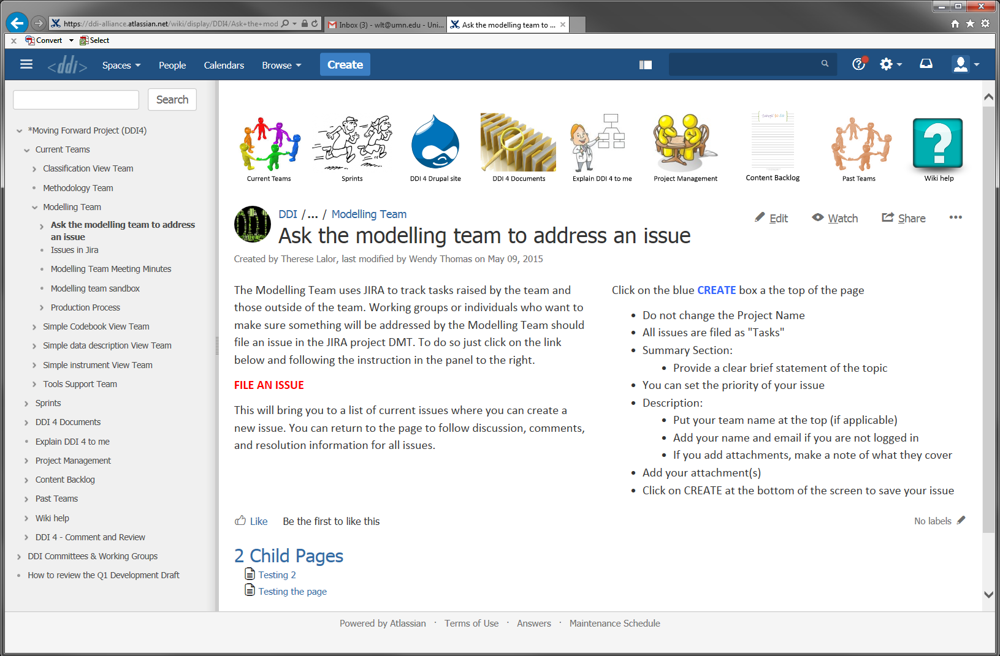 https://ddi-alliance.atlassian.net/wiki/display/DDI4/Ask+the+mod
Inbox (3) - wlt@umn.edu - Uni...
Ask the modelling team to ...
x Convert Select
<ddi> Spaces People Calendars Browse Create
Search
*Moving Forward Project (DDI4)
Current Teams
Classification View Team
Methodology Team
Modelling Team
Ask the modelling team to address
an issue
Issues in Jira
Modelling Team Meeting Minutes
Modelling team sandbox
Production Process
Simple Codebook View Team
Simple data description View Team
Simple instrument View Team
Tools Support Team
Sprints
DDI 4 Documents
Explain DDI 4 to me
Project Management
Content Backlog
Past Teams
Wiki help
DDI 4 - Comment and Review
DDI Committees & Working Groups
How to review the Q1 Development Draft
things to do
?
Current Teams
Sprints
DDI 4 Drupal site
DDI 4 Documents
Explain DDI 4 to me
Project Management
Content Backlog
Past Teams
Wiki help
DDI
DDI / ... / Modelling Team
Edit Watch Share •••
Ask the modelling team to address an issue
Created by Therese Lalor, last modified by Wendy Thomas on May 09, 2015
The Modelling Team uses JIRA to track tasks raised by the team and
those outside of the team. Working groups or individuals who want to
make sure something will be addressed by the Modelling Team should
file an issue in the JIRA project DMT. To do so just click on the link
below and following the instruction in the panel to the right.
FILE AN ISSUE
This will bring you to a list of current issues where you can create a
new issue. You can return to the page to follow discussion, comments,
and resolution information for all issues.
Click on the blue CREATE box a the top of the page
• Do not change the Project Name
• All issues are filed as "Tasks"
• Summary Section:
• Provide a clear brief statement of the topic
• You can set the priority of your issue
• Description:
• Put your team name at the top (if applicable)
• Add your name and email if you are not logged in
• If you add attachments, make a note of what they cover
• Add your attachment(s)
• Click on CREATE at the bottom of the screen to save your issue
Like Be the first to like this
No labels
2 Child Pages
Testing 2
Testing the page
Powered by Atlassian · Terms of Use · Answers · Maintenance Schedule